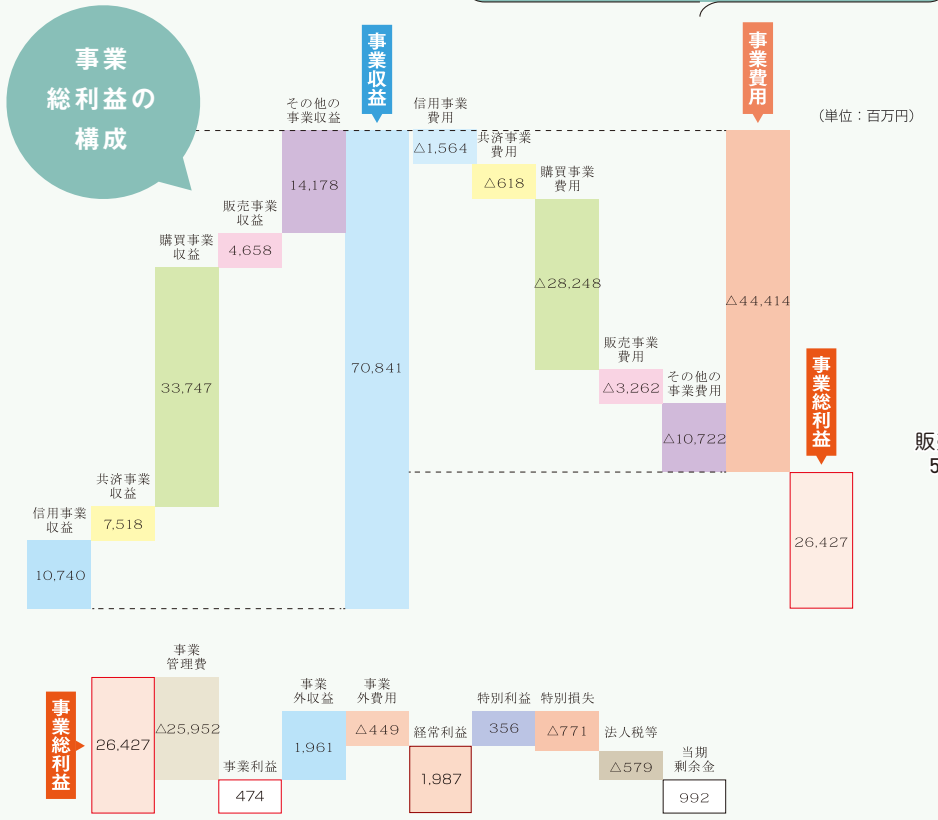 事業
総利益の
構成
事業収益
事業費用
(単位:百万円)
その他の
事業収益
14,178
販売事業
収益
4,658
購買事業
収益
33,747
共済事業
収益
7,518
信用事業
収益
10,740
70,841
信用事業
費用
△1,564
共済事業
費用
△618
購買事業
費用
△28,248
販売事業
費用
△3,262
その他の
事業費用
△10,722
△44,414
事業総利益
26,427
販
5
事業総利益
26,427
事業
管理費
△25,952
事業利益
474
事業
外収益
1,961
事業
外費用
△449
経常利益
1,987
特別利益
356
特別損失
△771
法人税等
△579
当期
剰余金
992